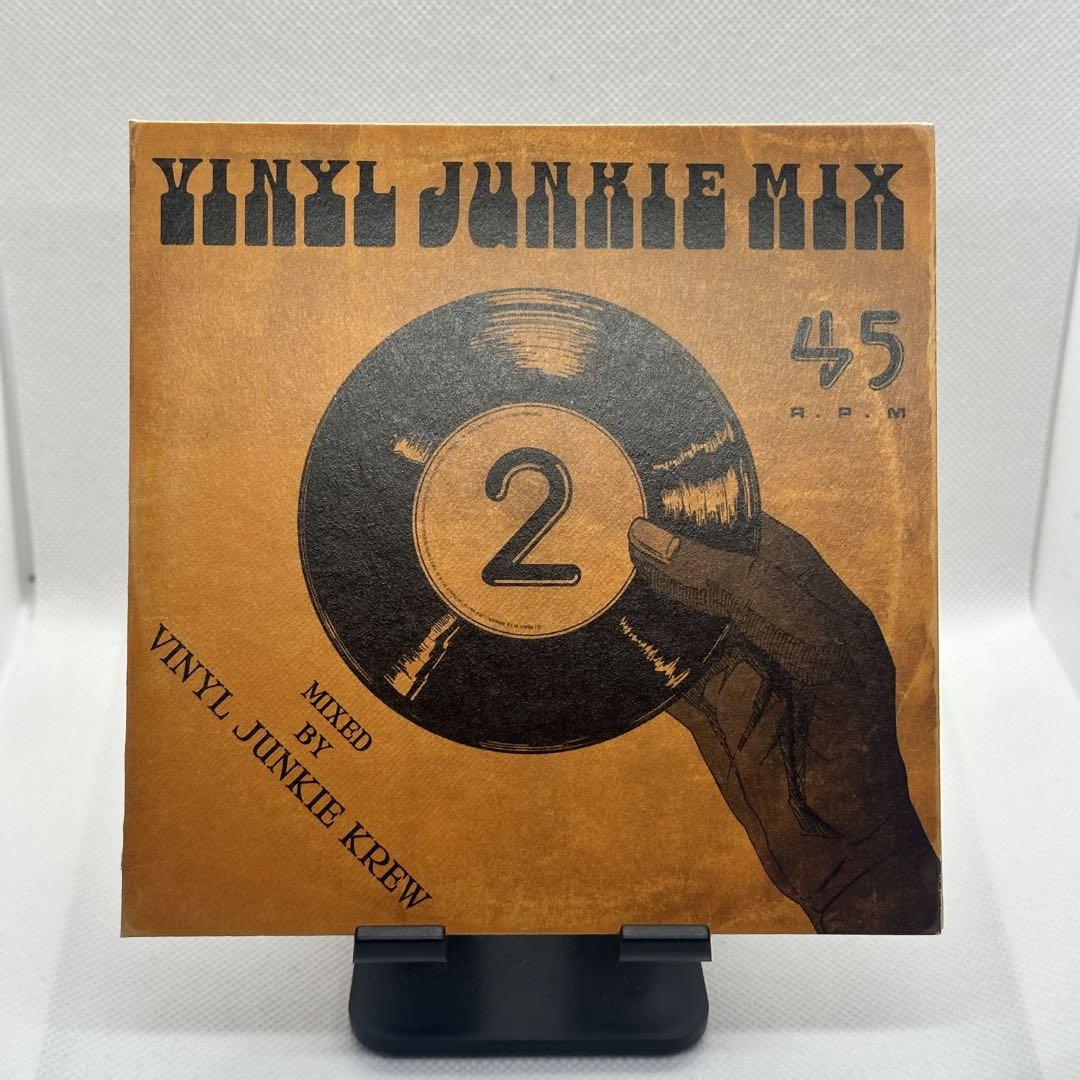 VINYL JUNKIE MIX
45
R.P.M
2
MIXED
BY
VINYL JUNKIE KREW